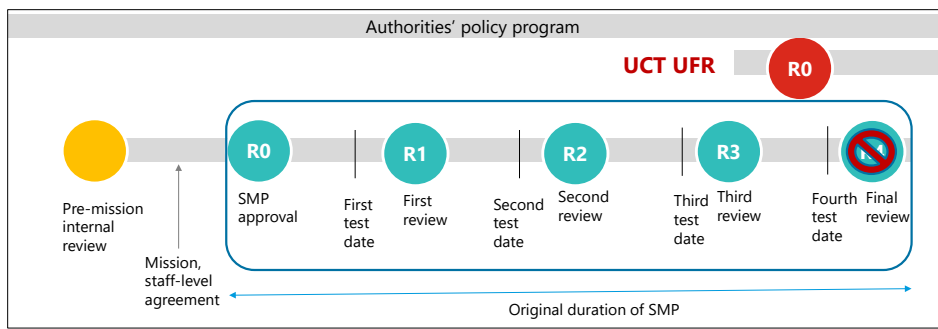 Authorities' policy program
UCT UFR
R0
R0
R1
R2
R3
SMP
approval
First
test
date
First
review
Second
test
date
Second
review
Third
test
date
Third
review
Fourth
test
date
Final
review
Pre-mission
internal
review
Mission,
staff-level
agreement
Original duration of SMP